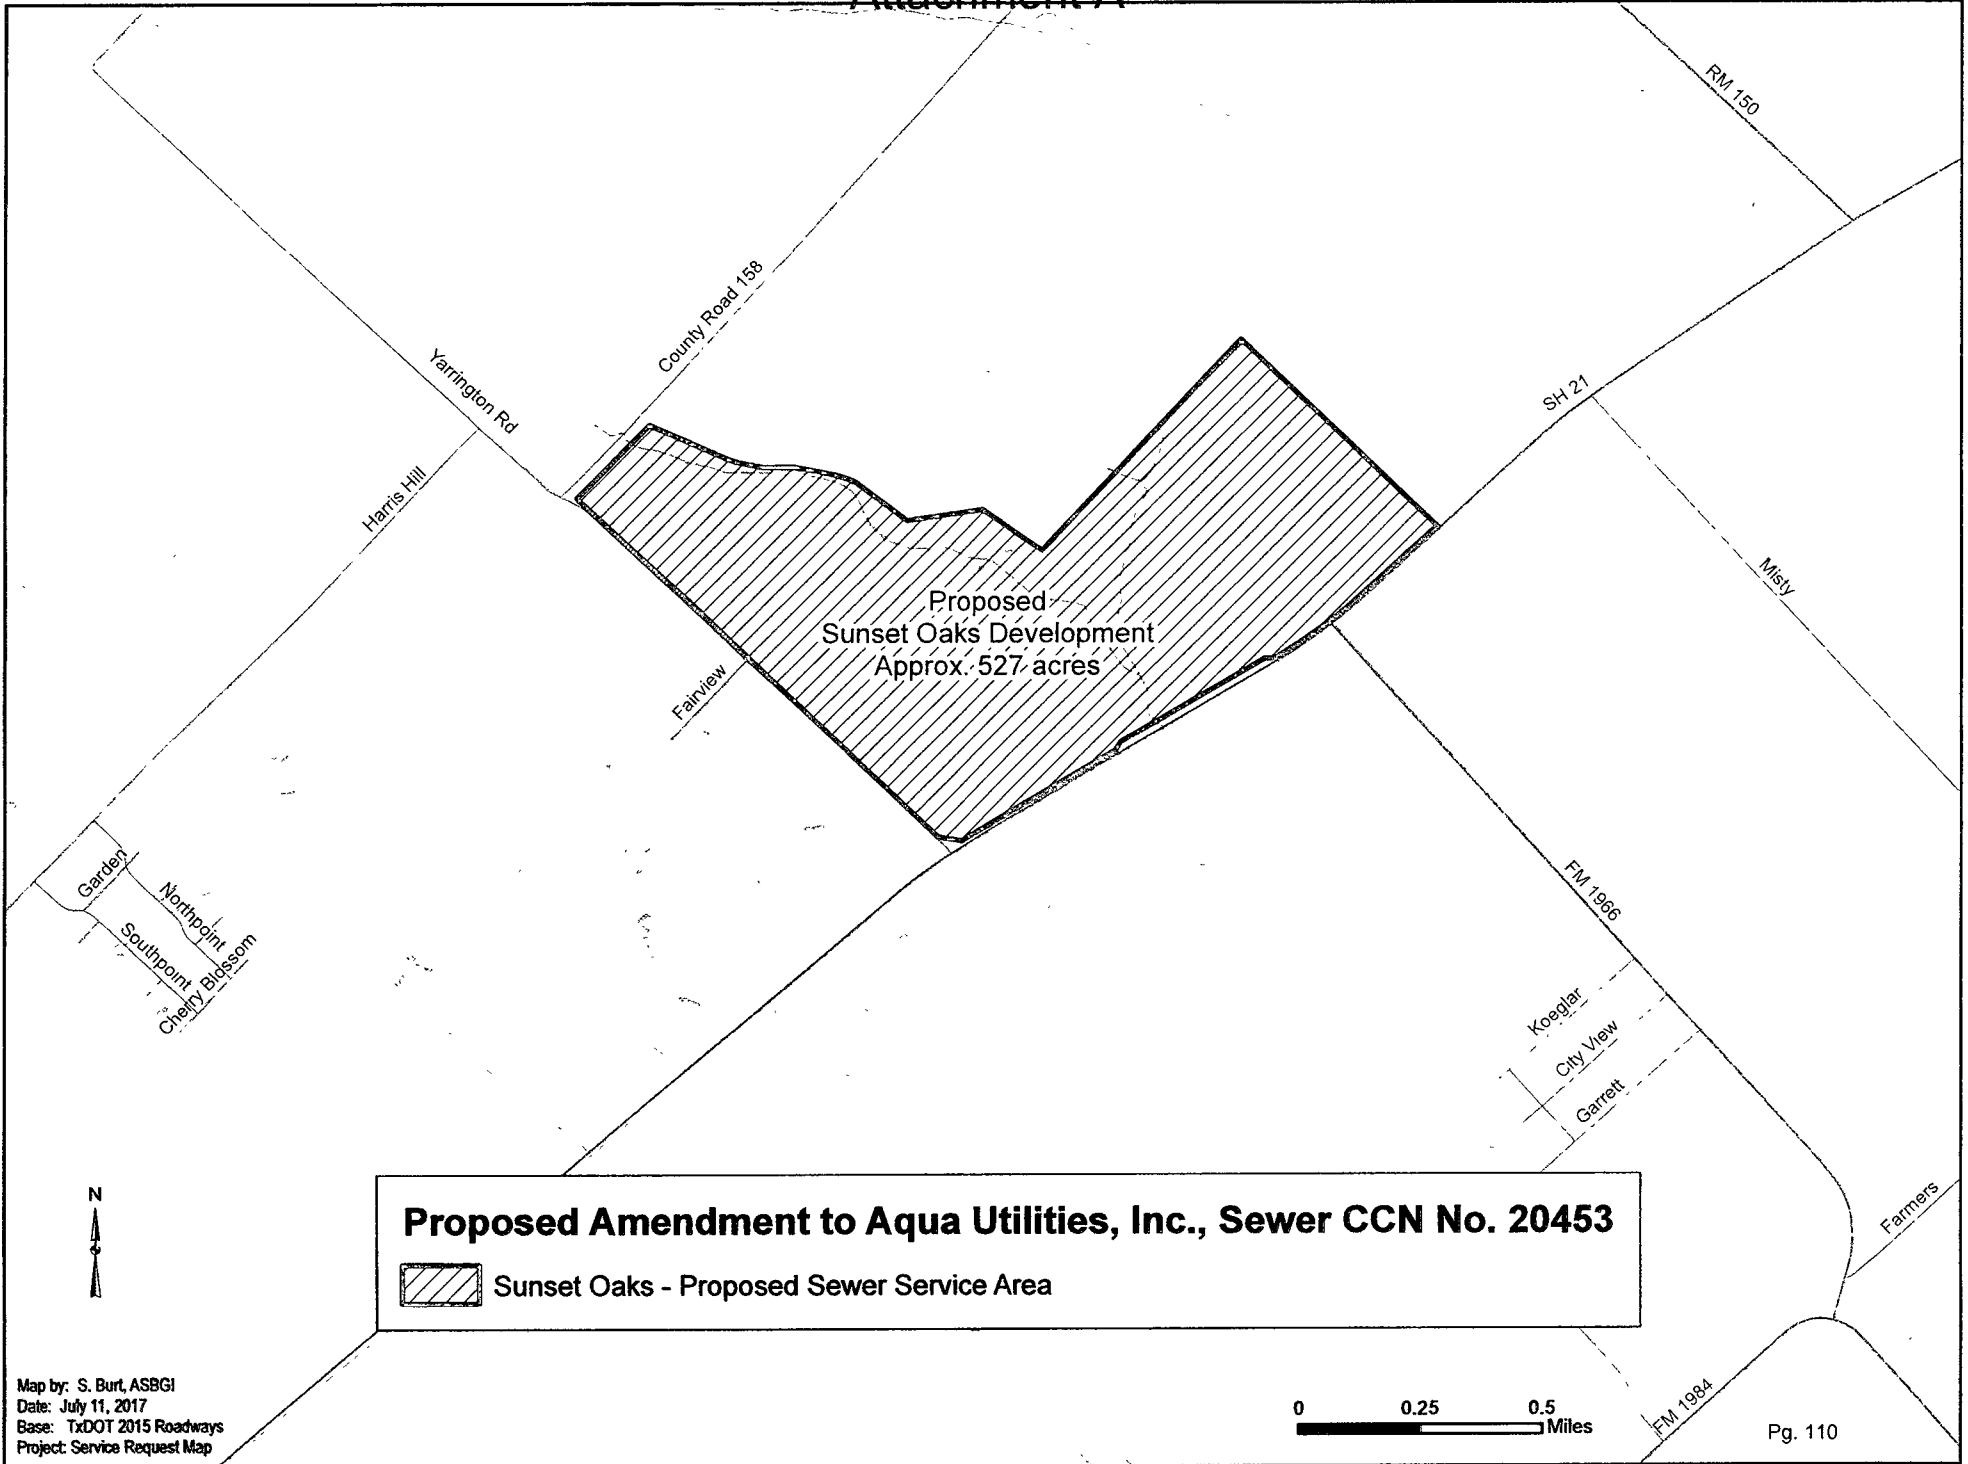 Attachment A
RM 150
County Road 158
Yarrington Rd
SH 21
Harris Hill
Misty
Proposed
Sunset Oaks Development
Approx. 527 acres
Fairview
Garden
Northpoint
Southpoint
Cherry Blossom
FM 1966
Koeglar
City View
Garrett
Farmers
N
Proposed Amendment to Aqua Utilities, Inc., Sewer CCN No. 20453
Sunset Oaks - Proposed Sewer Service Area
Map by: S. Burt, ASBGI
Date: July 11, 2017
Base: TxDOT 2015 Roadways
Project: Service Request Map
0 0.25 0.5
Miles
FM 1984
Pg. 110